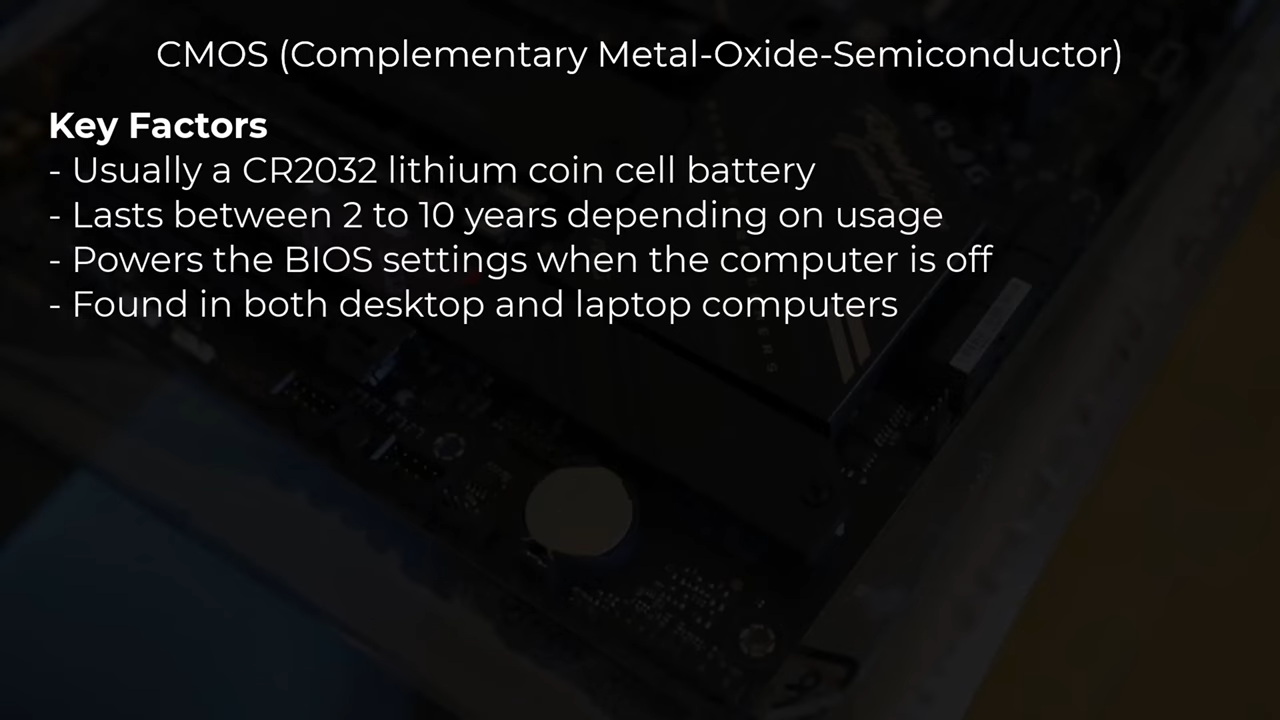 CMOS (Complementary Metal-Oxide-Semiconductor)
Key Factors
- Usually a CR2032 lithium coin cell battery
- Lasts between 2 to 10 years depending on usage
- Powers the BIOS settings when the computer is off
- Found in both desktop and laptop computers